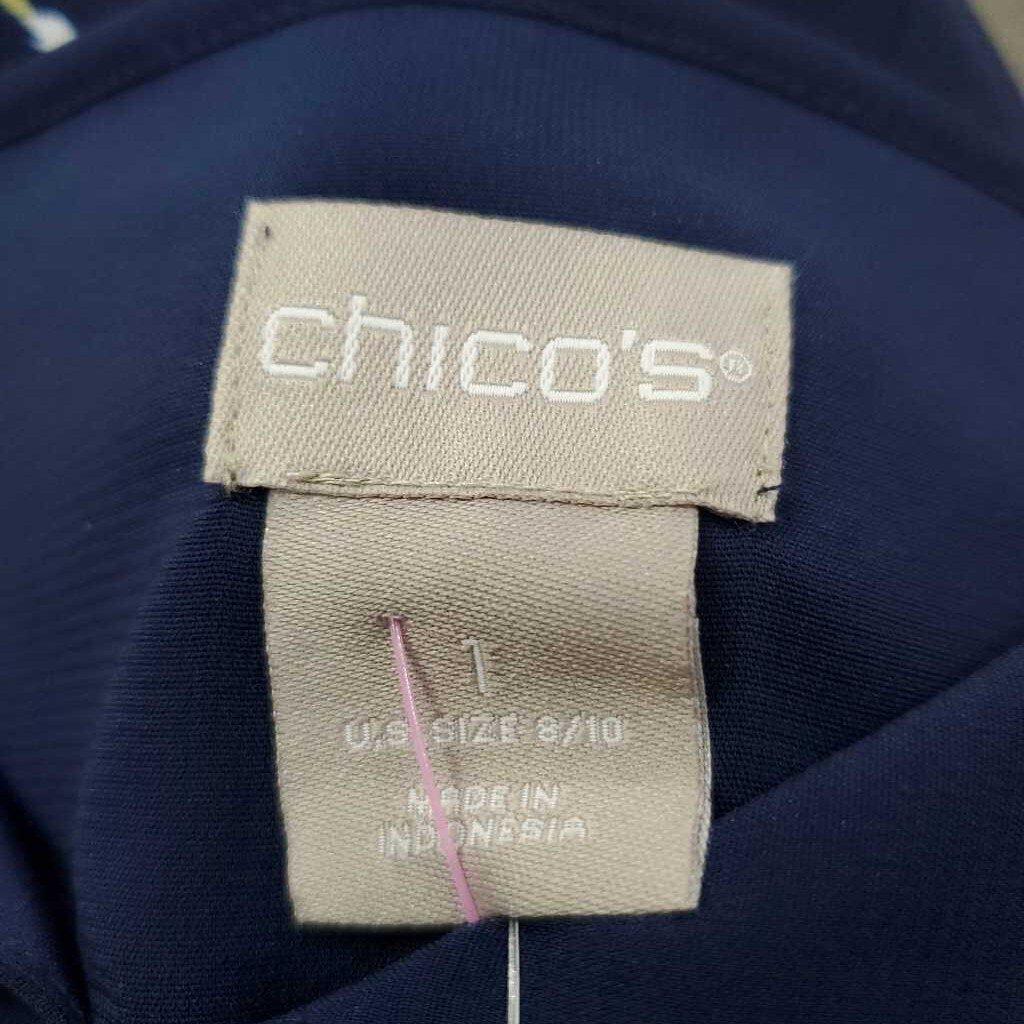 chico's®
1
U.S. SIZE 8/10
MADE IN
INDONESIA